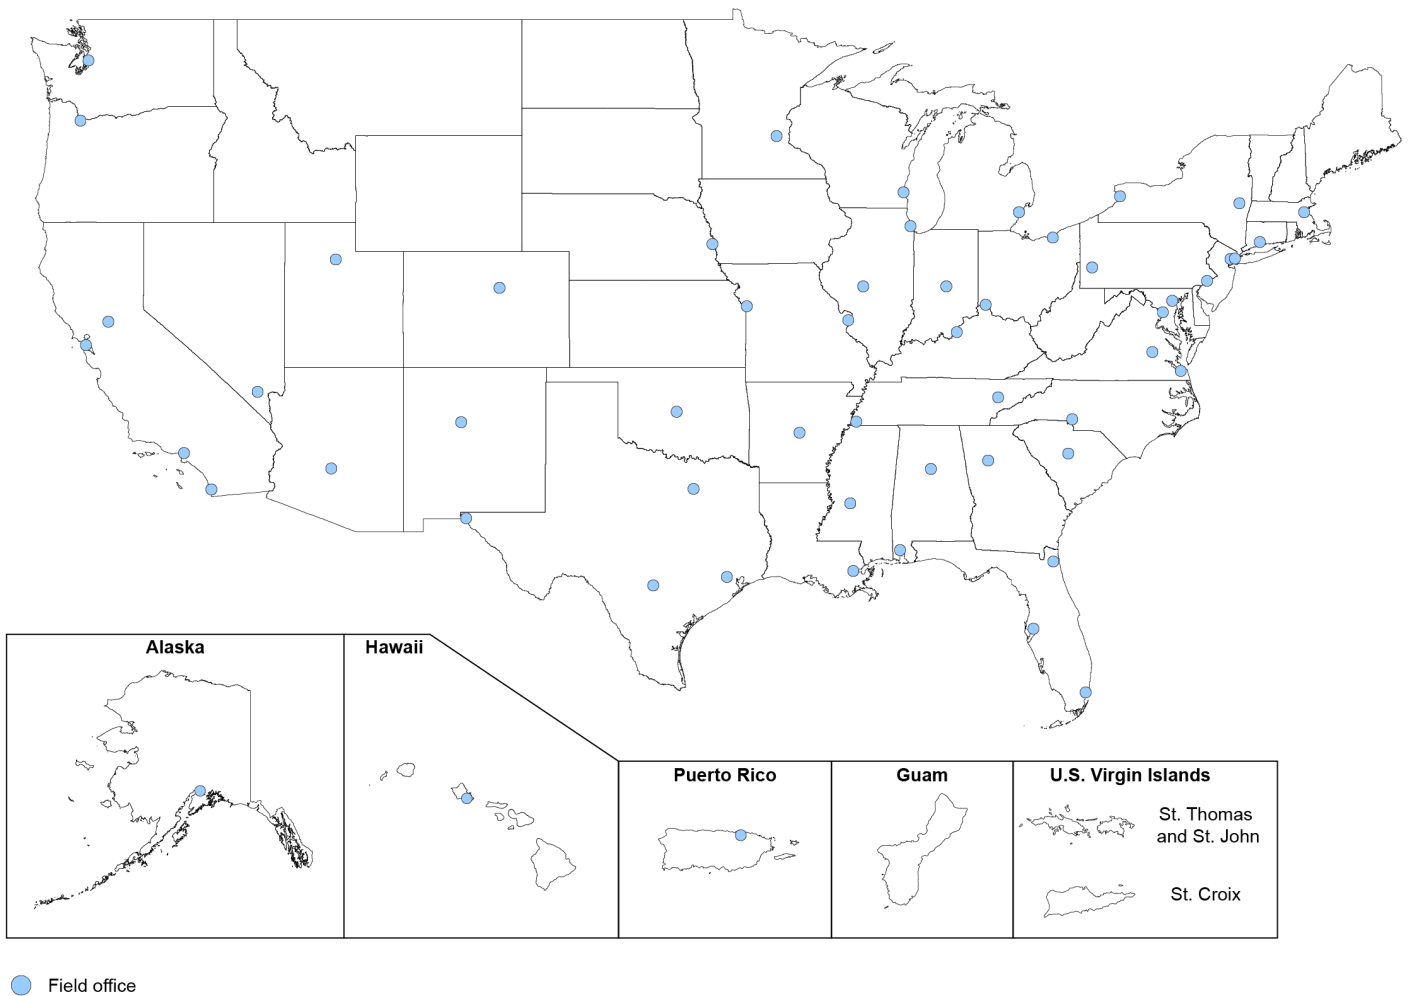 Alaska
Hawaii
Puerto Rico
Guam
U.S. Virgin Islands
St. Thomas
and St. John
St. Croix
Field office